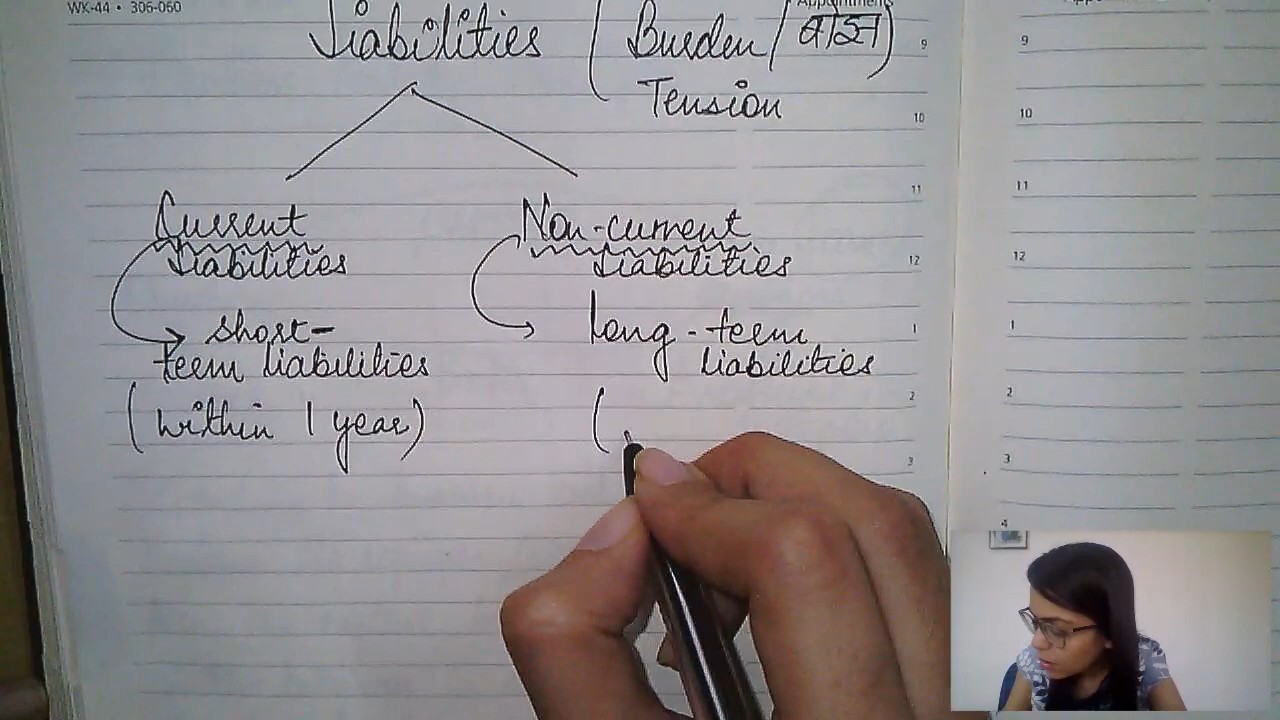 WK-44 • 306-060
Appointments
Liabilities ( Burden / बोझ )
Tension
Current
Liabilities
Non-current
Liabilities
short-
term liabilities
(within 1 year)
Long-term
liabilities
(
9
10
11
12
1
2
3
9
10
11
12
1
2
3
4